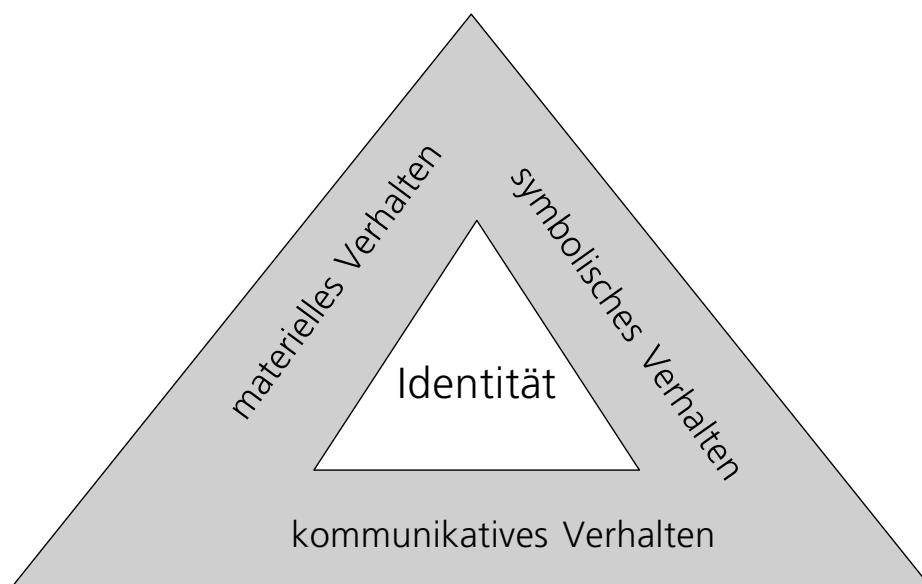 materielles Verhalten
symbolisches Verhalten
Identität
kommunikatives Verhalten